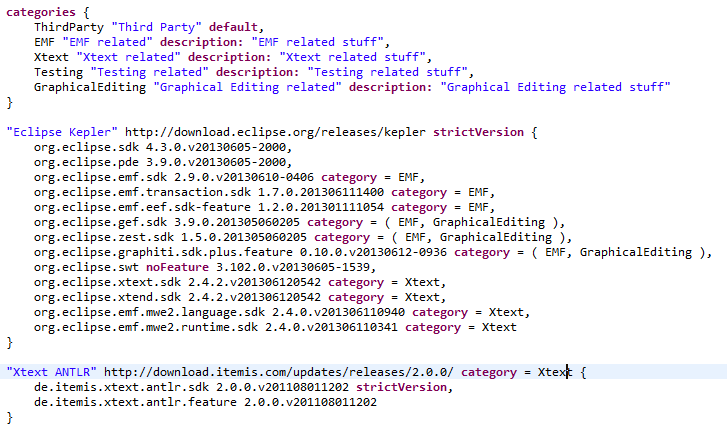 categories {
    ThirdParty "Third Party" default,
    EMF "EMF related" description: "EMF related stuff",
    Xtext "Xtext related" description: "Xtext related stuff",
    Testing "Testing related" description: "Testing related stuff",
    GraphicalEditing "Graphical Editing related" description: "Graphical Editing related stuff"
}
"Eclipse Kepler" http://download.eclipse.org/releases/kepler strictVersion {
    org.eclipse.sdk 4.3.0.v20130605-2000,
    org.eclipse.pde 3.9.0.v20130605-2000,
    org.eclipse.emf.sdk 2.9.0.v20130610-0406 category = EMF,
    org.eclipse.emf.transaction.sdk 1.7.0.201306111400 category = EMF,
    org.eclipse.emf.eef.sdk-feature 1.2.0.201301111054 category = EMF,
    org.eclipse.gef.sdk 3.9.0.201305060205 category = ( EMF, GraphicalEditing ),
    org.eclipse.zest.sdk 1.5.0.201305060205 category = ( EMF, GraphicalEditing ),
    org.eclipse.graphiti.sdk.plus.feature 0.10.0.v20130612-0936 category = ( EMF, GraphicalEditing ),
    org.eclipse.swt noFeature 3.102.0.v20130605-1539,
    org.eclipse.xtext.sdk 2.4.2.v201306120542 category = Xtext,
    org.eclipse.xtend.sdk 2.4.2.v201306120542 category = Xtext,
    org.eclipse.emf.mwe2.language.sdk 2.4.0.v201306110940 category = Xtext,
    org.eclipse.emf.mwe2.runtime.sdk 2.4.0.v201306110341 category = Xtext
}
"Xtext ANTLR" http://download.itemis.com/updates/releases/2.0.0/ category = Xtext {
    de.itemis.xtext.antlr.sdk 2.0.0.v201108011202 strictVersion,
    de.itemis.xtext.antlr.feature 2.0.0.v201108011202
}